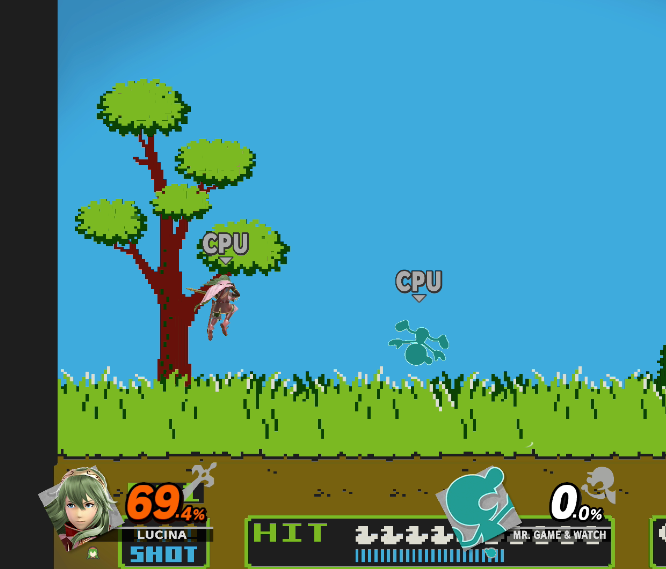 CPU
CPU
69.4%
LUCINA
SHOT
HIT
0.0%
MR. GAME & WATCH